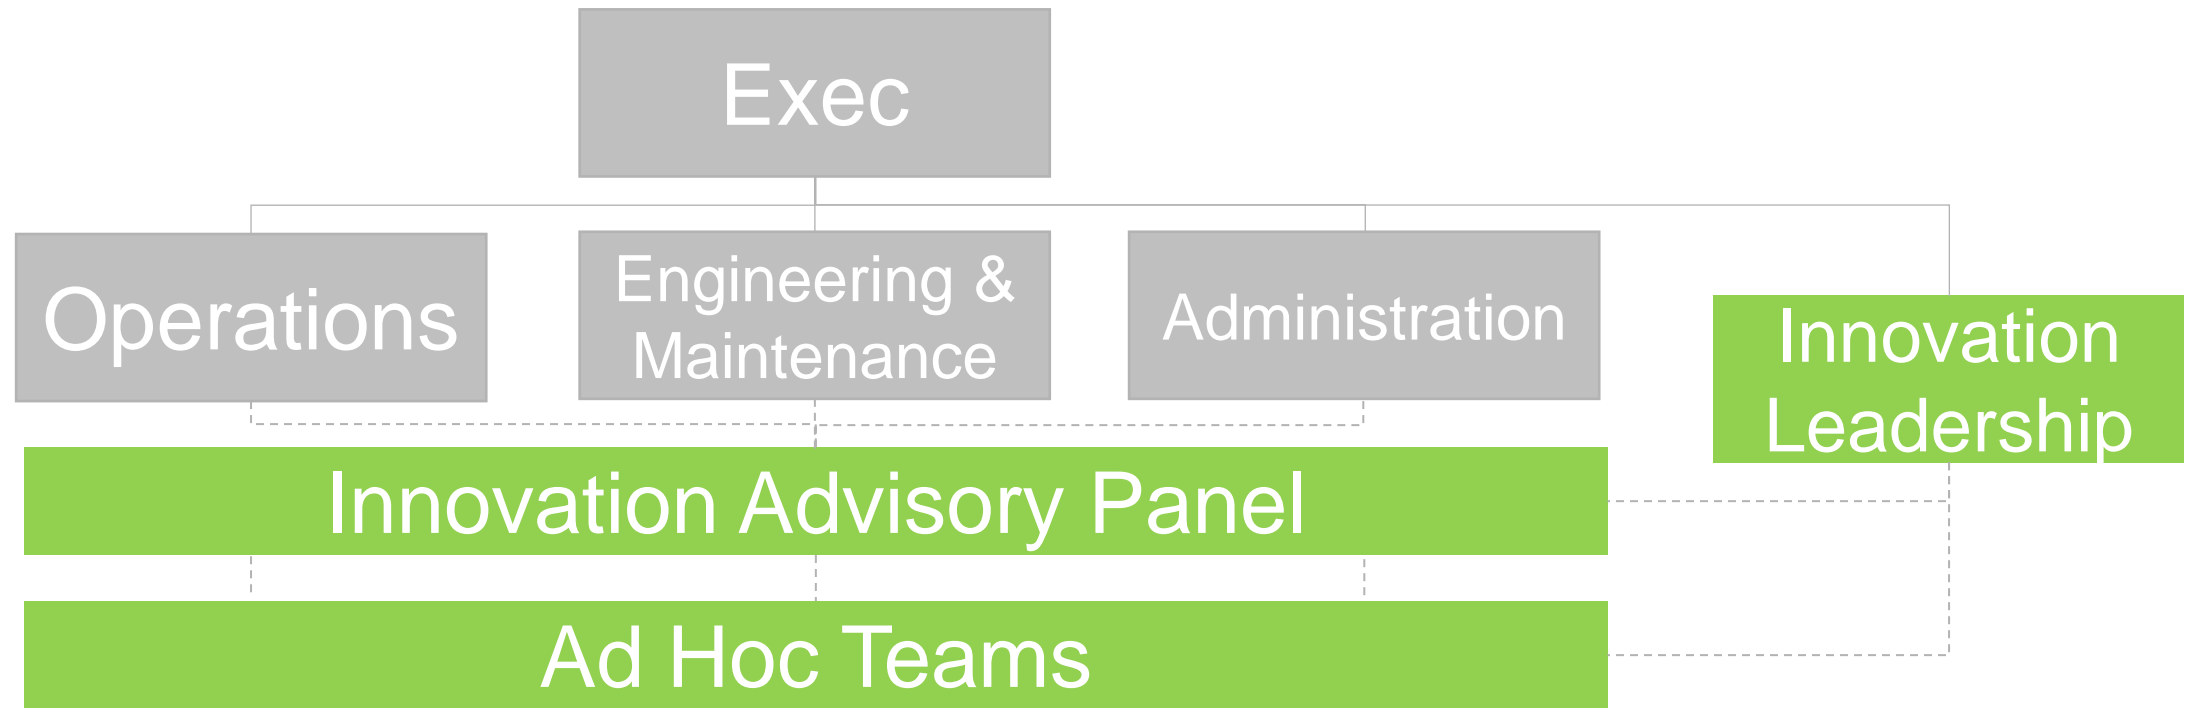 Exec
Operations
Engineering &
Maintenance
Administration
Innovation
Leadership
Innovation Advisory Panel
Ad Hoc Teams